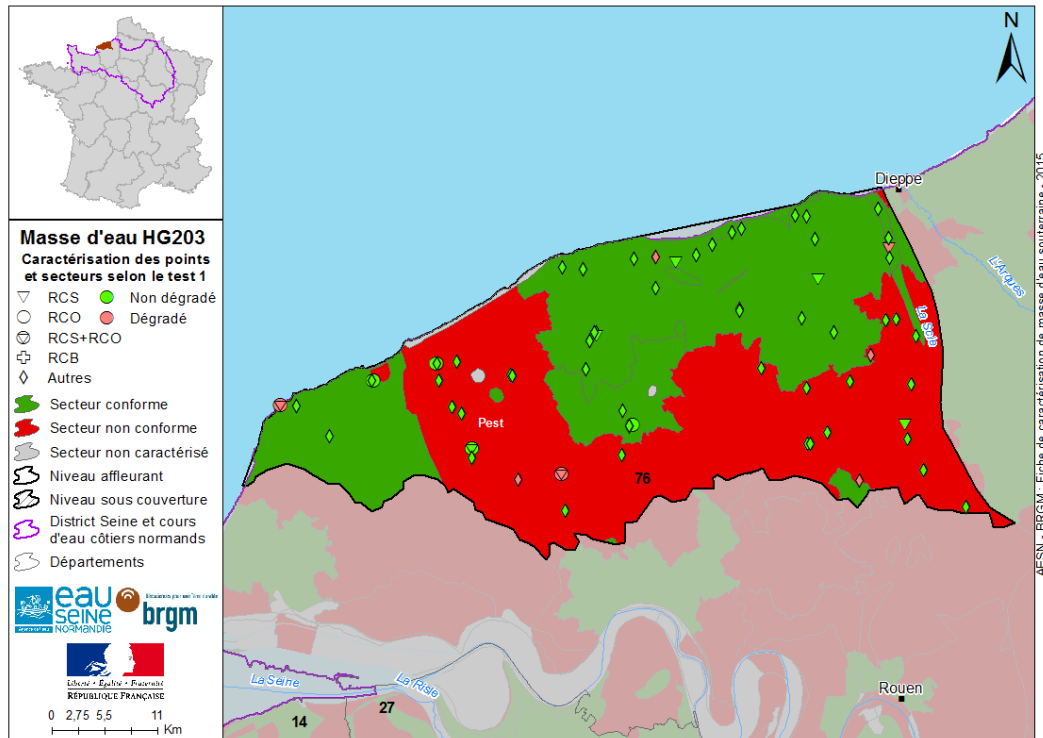 Masse d'eau HG203
Caractérisation des points
et secteurs selon le test 1
RCS
Non dégradé
RCO
Dégradé
RCS+RCO
RCB
Autres
Secteur conforme
Secteur non conforme
Secteur non caractérisé
Niveau affleurant
Niveau sous couverture
District Seine et cours
d'eau côtiers normands
Départements
eau
SEINE
NORMANDIE
brgm
Liberté • Égalité • Fraternité
RÉPUBLIQUE FRANÇAISE
0 2,75 5,5 11
Km
N
Dieppe
L'Arques
La Scie
Pest
76
La Seine
La Risle
Rouen
14
27
AESN - BRGM - Fiche de caractérisation de masse d'eau souterraine - 2015